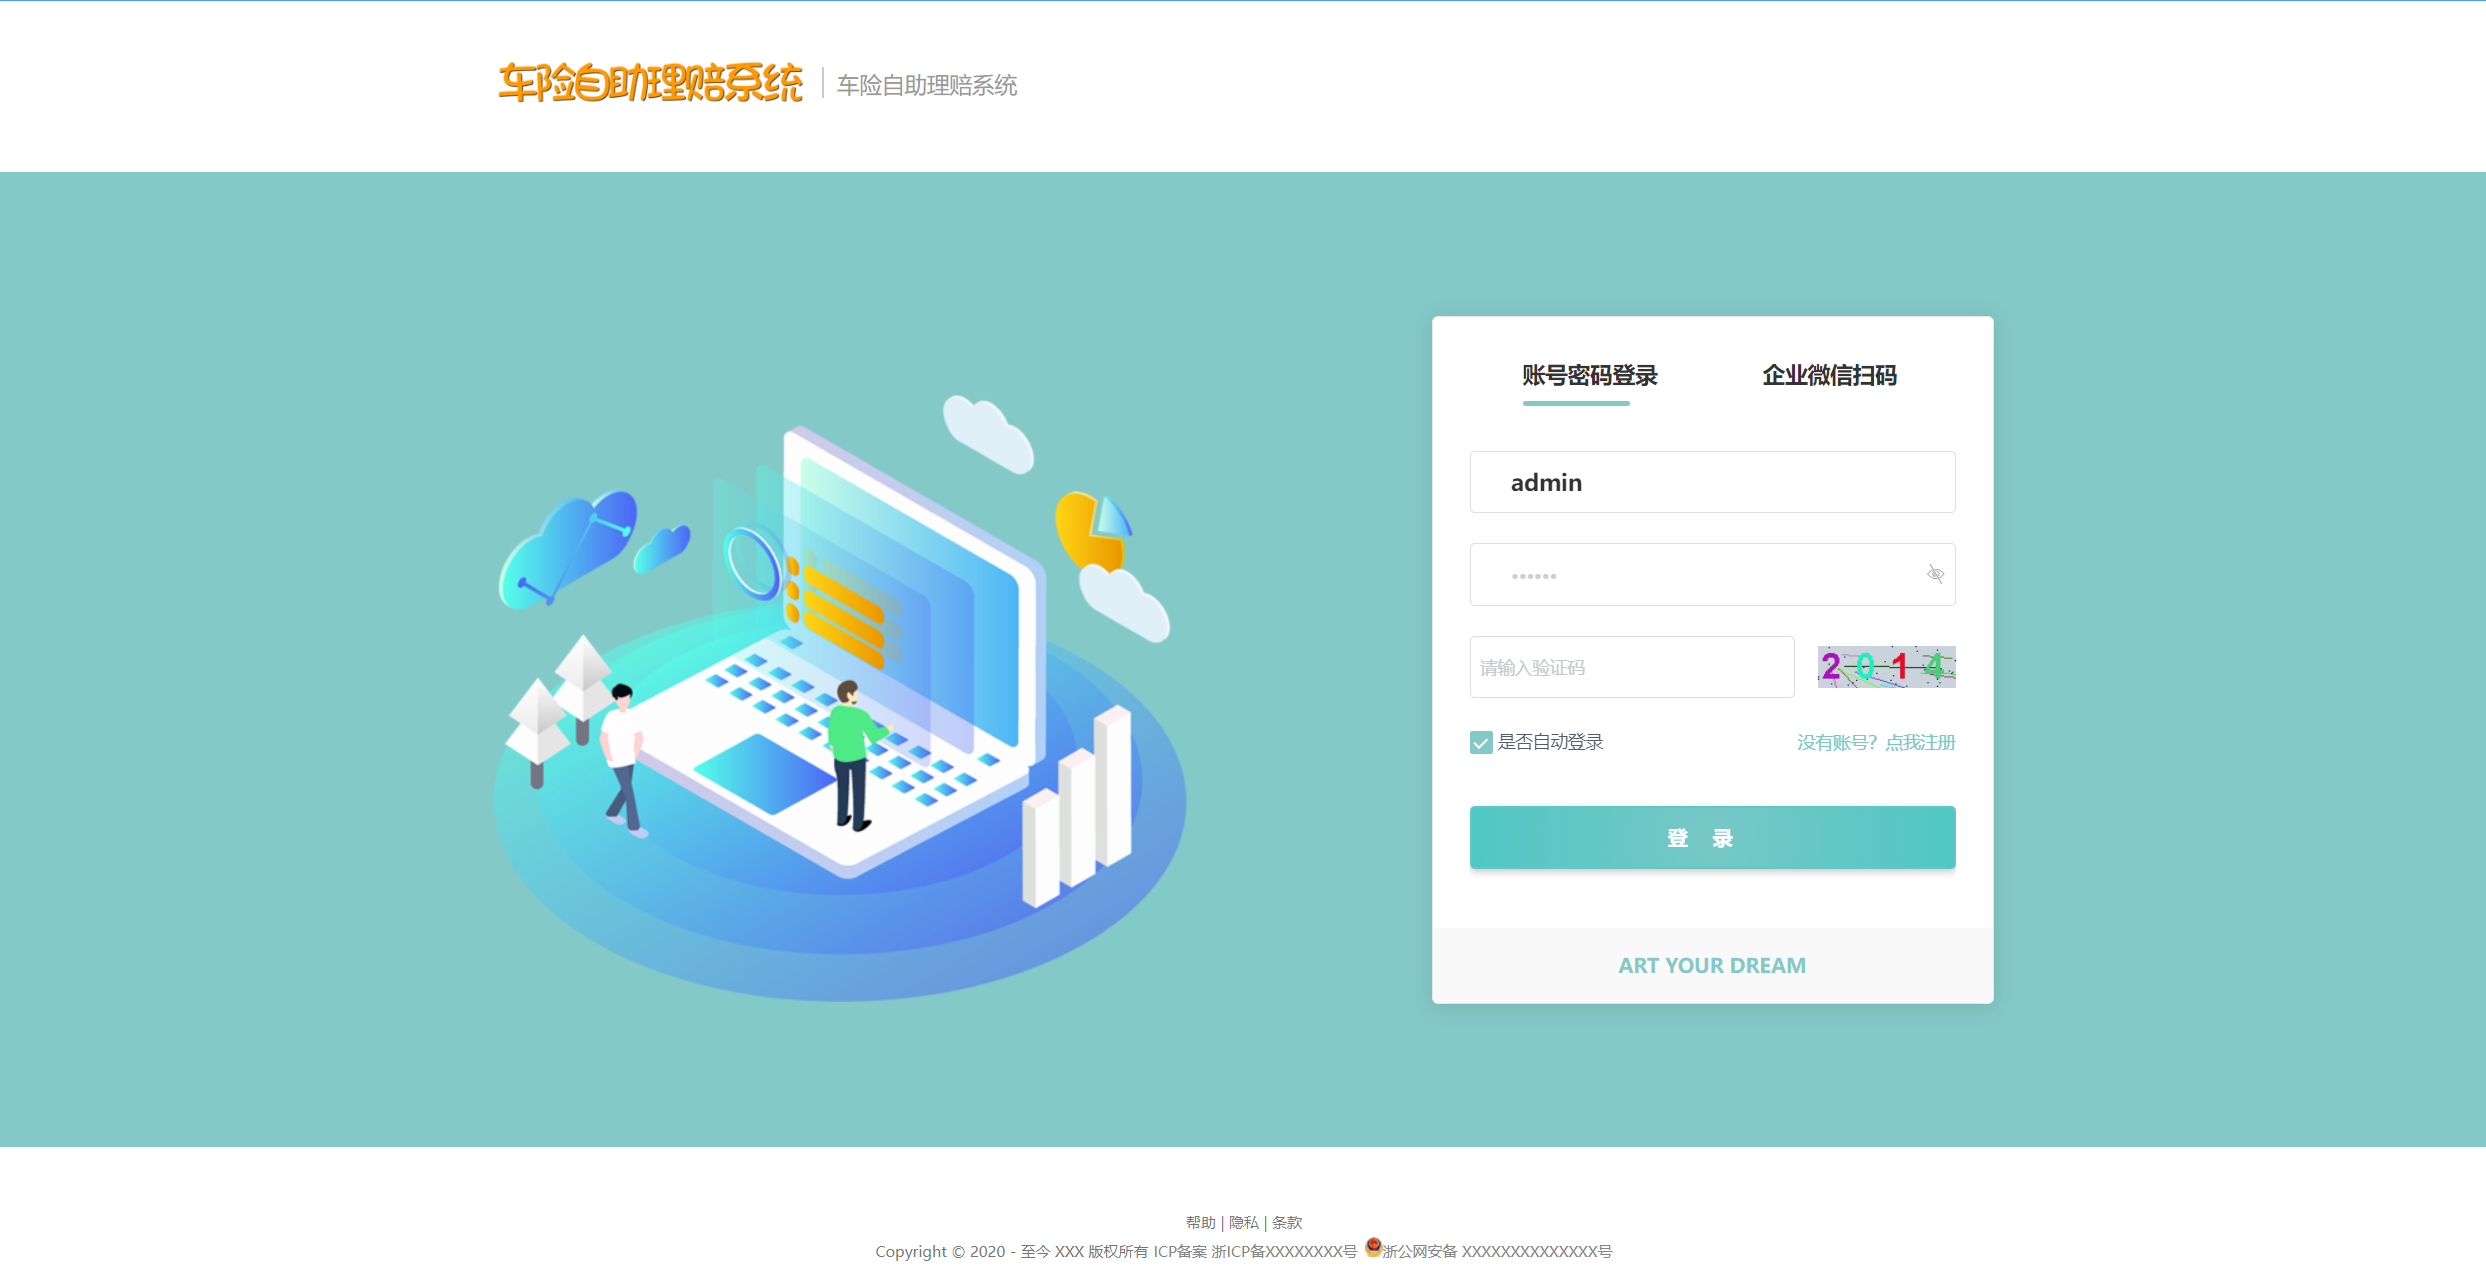 车险自助理赔系统 车险自助理赔系统
账号密码登录 企业微信扫码
admin
••••••
请输入验证码 2014
是否自动登录 没有账号？点我注册
登 录
ART YOUR DREAM
帮助 | 隐私 | 条款
Copyright © 2020 - 至今 XXX 版权所有 ICP备案 浙ICP备XXXXXXXX号 浙公网安备 XXXXXXXXXXXXXX号